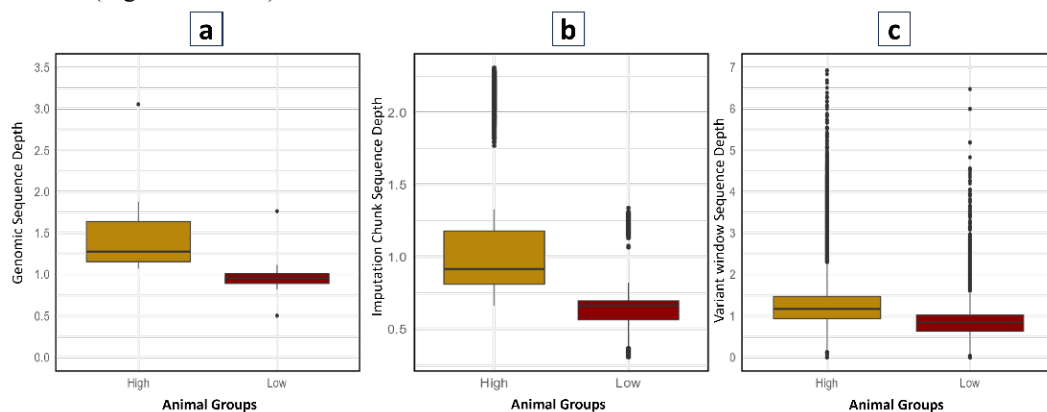 a
b
c
Genomic Sequence Depth
3.5
3.0
2.5
2.0
1.5
1.0
0.5
0.0
High
Low
Animal Groups
Imputation Chunk Sequence Depth
2.0
1.5
1.0
0.5
High
Low
Animal Groups
Variant window Sequence Depth
7
6
5
4
3
2
1
0
High
Low
Animal Groups